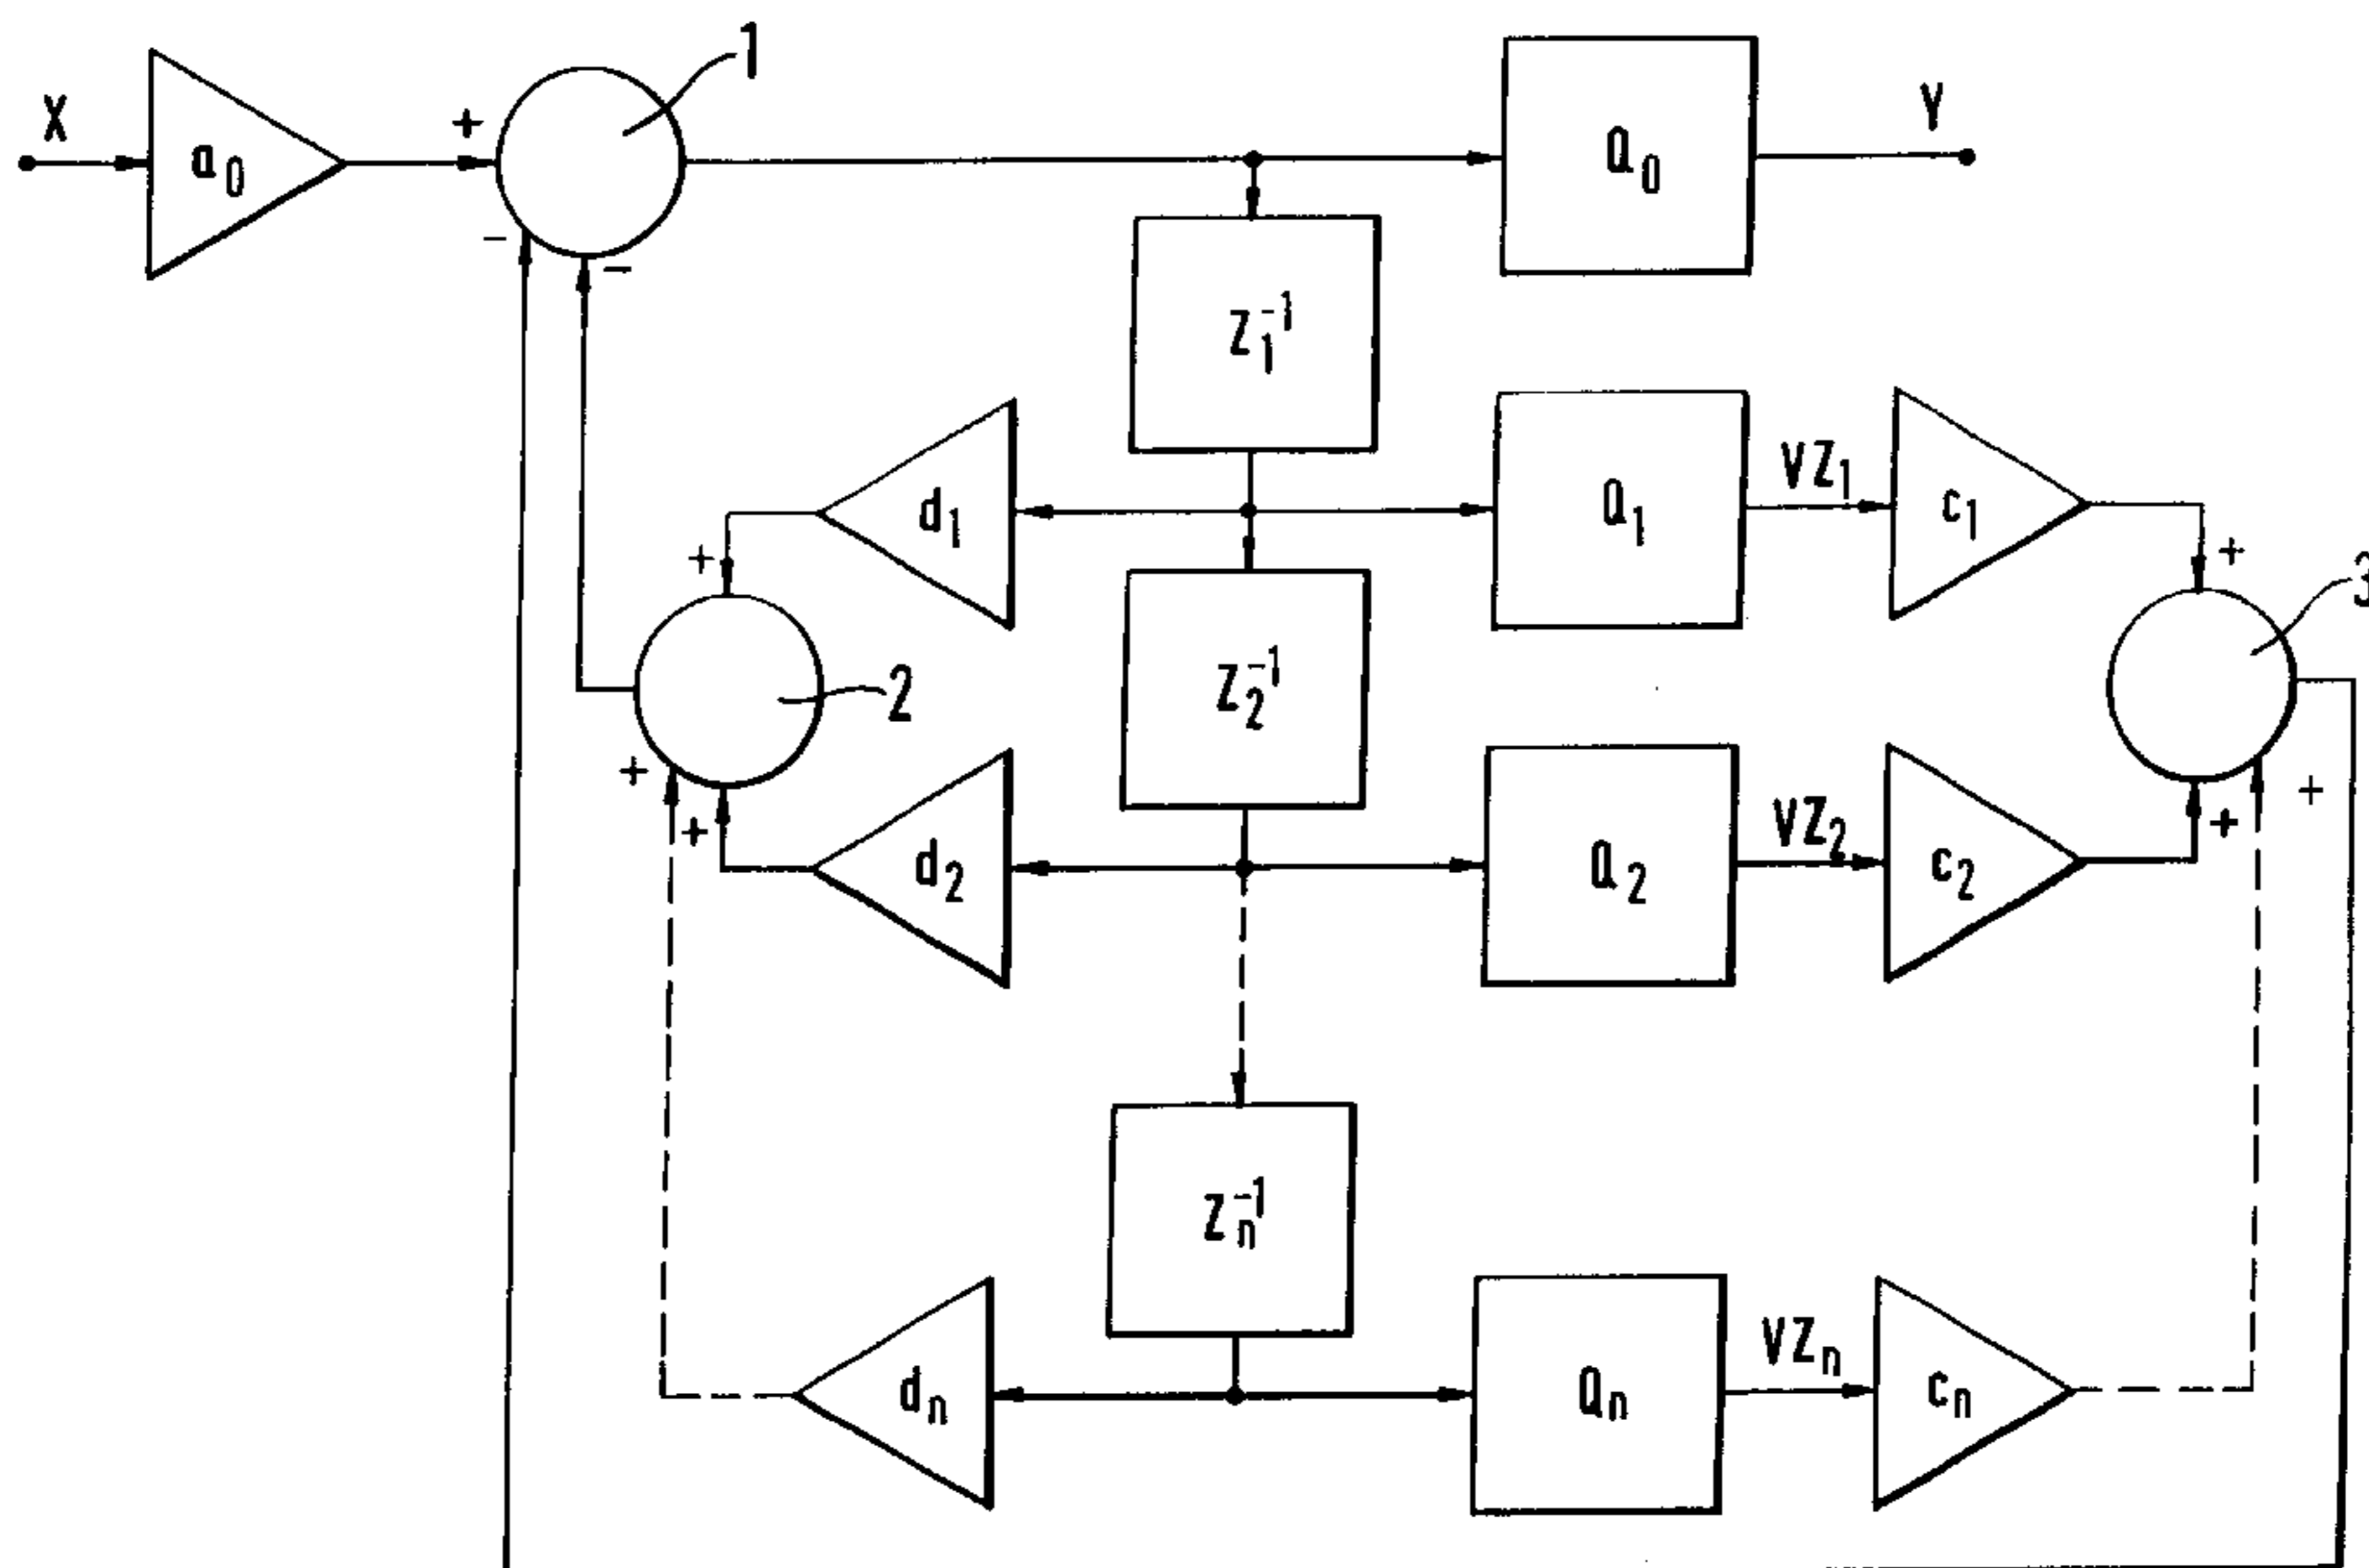 1
X
+
a0
Q0
Y
-
-
Z1^-1
d1
Q1
VZ1
c1
+
+
3
Z2^-1
2
+
+
+
+
d2
Q2
VZ2
c2
Zn^-1
dn
Qn
VZn
cn